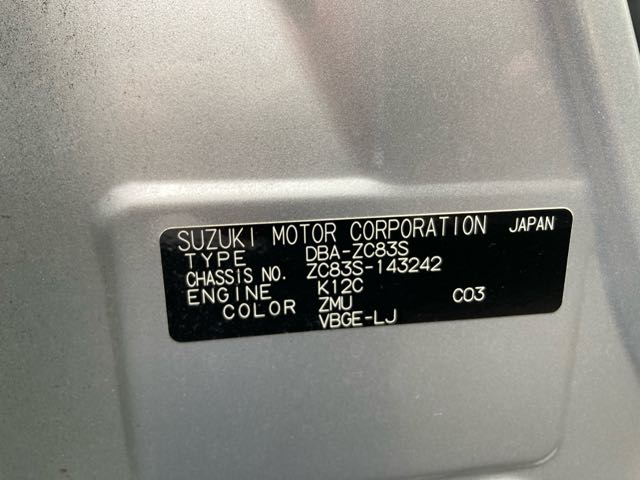 SUZUKI MOTOR CORPORATION JAPAN
TYPE DBA-ZC83S
CHASSIS NO. ZC83S-143242
ENGINE K12C
COLOR ZMU C03
VBGE-LJ